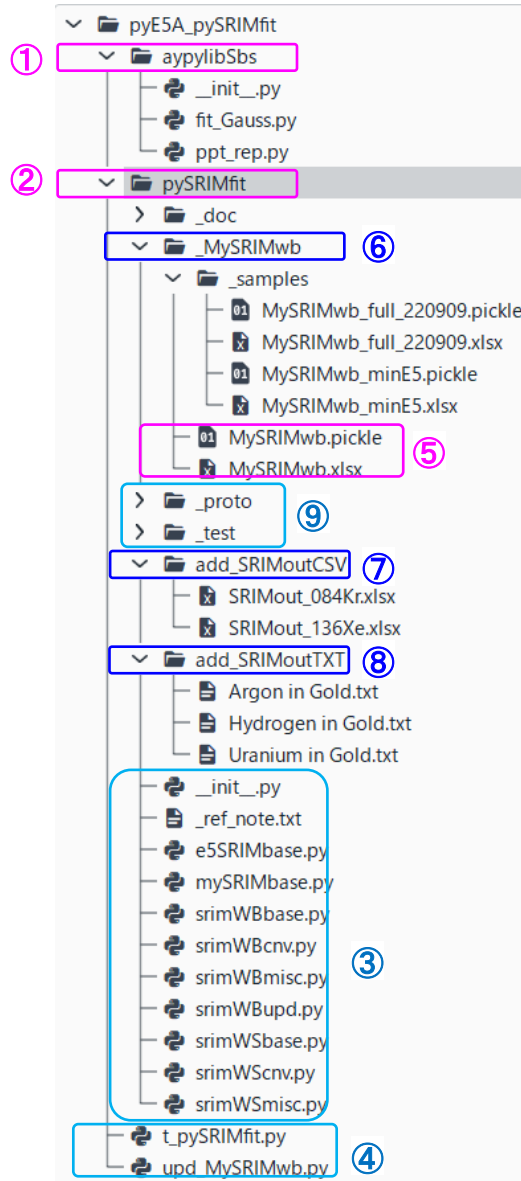 pyE5A_pySRIMfit
① aypylibSbs
__init__.py
fit_Gauss.py
ppt_rep.py
② pySRIMfit
_doc
_MySRIMwb ⑥
_samples
MySRIMwb_full_220909.pickle
MySRIMwb_full_220909.xlsx
MySRIMwb_minE5.pickle
MySRIMwb_minE5.xlsx
MySRIMwb.pickle
⑤
MySRIMwb.xlsx
_proto
⑨
_test
add_SRIMoutCSV ⑦
SRIMout_084Kr.xlsx
SRIMout_136Xe.xlsx
add_SRIMoutTXT ⑧
Argon in Gold.txt
Hydrogen in Gold.txt
Uranium in Gold.txt
__init__.py
_ref_note.txt
e5SRIMbase.py
mySRIMbase.py
srimWBbase.py
srimWBcnv.py
③
srimWBmisc.py
srimWBupd.py
srimWSbase.py
srimWScnv.py
srimWSmisc.py
t_pySRIMfit.py
④
upd_MySRIMwb.py